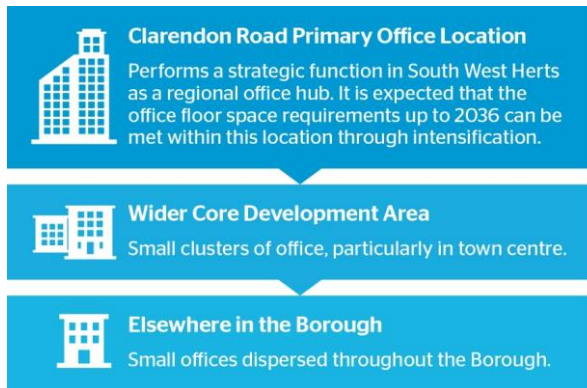 Clarendon Road Primary Office Location
Performs a strategic function in South West Herts
as a regional office hub. It is expected that the
office floor space requirements up to 2036 can be
met within this location through intensification.
Wider Core Development Area
Small clusters of office, particularly in town centre.
Elsewhere in the Borough
Small offices dispersed throughout the Borough.